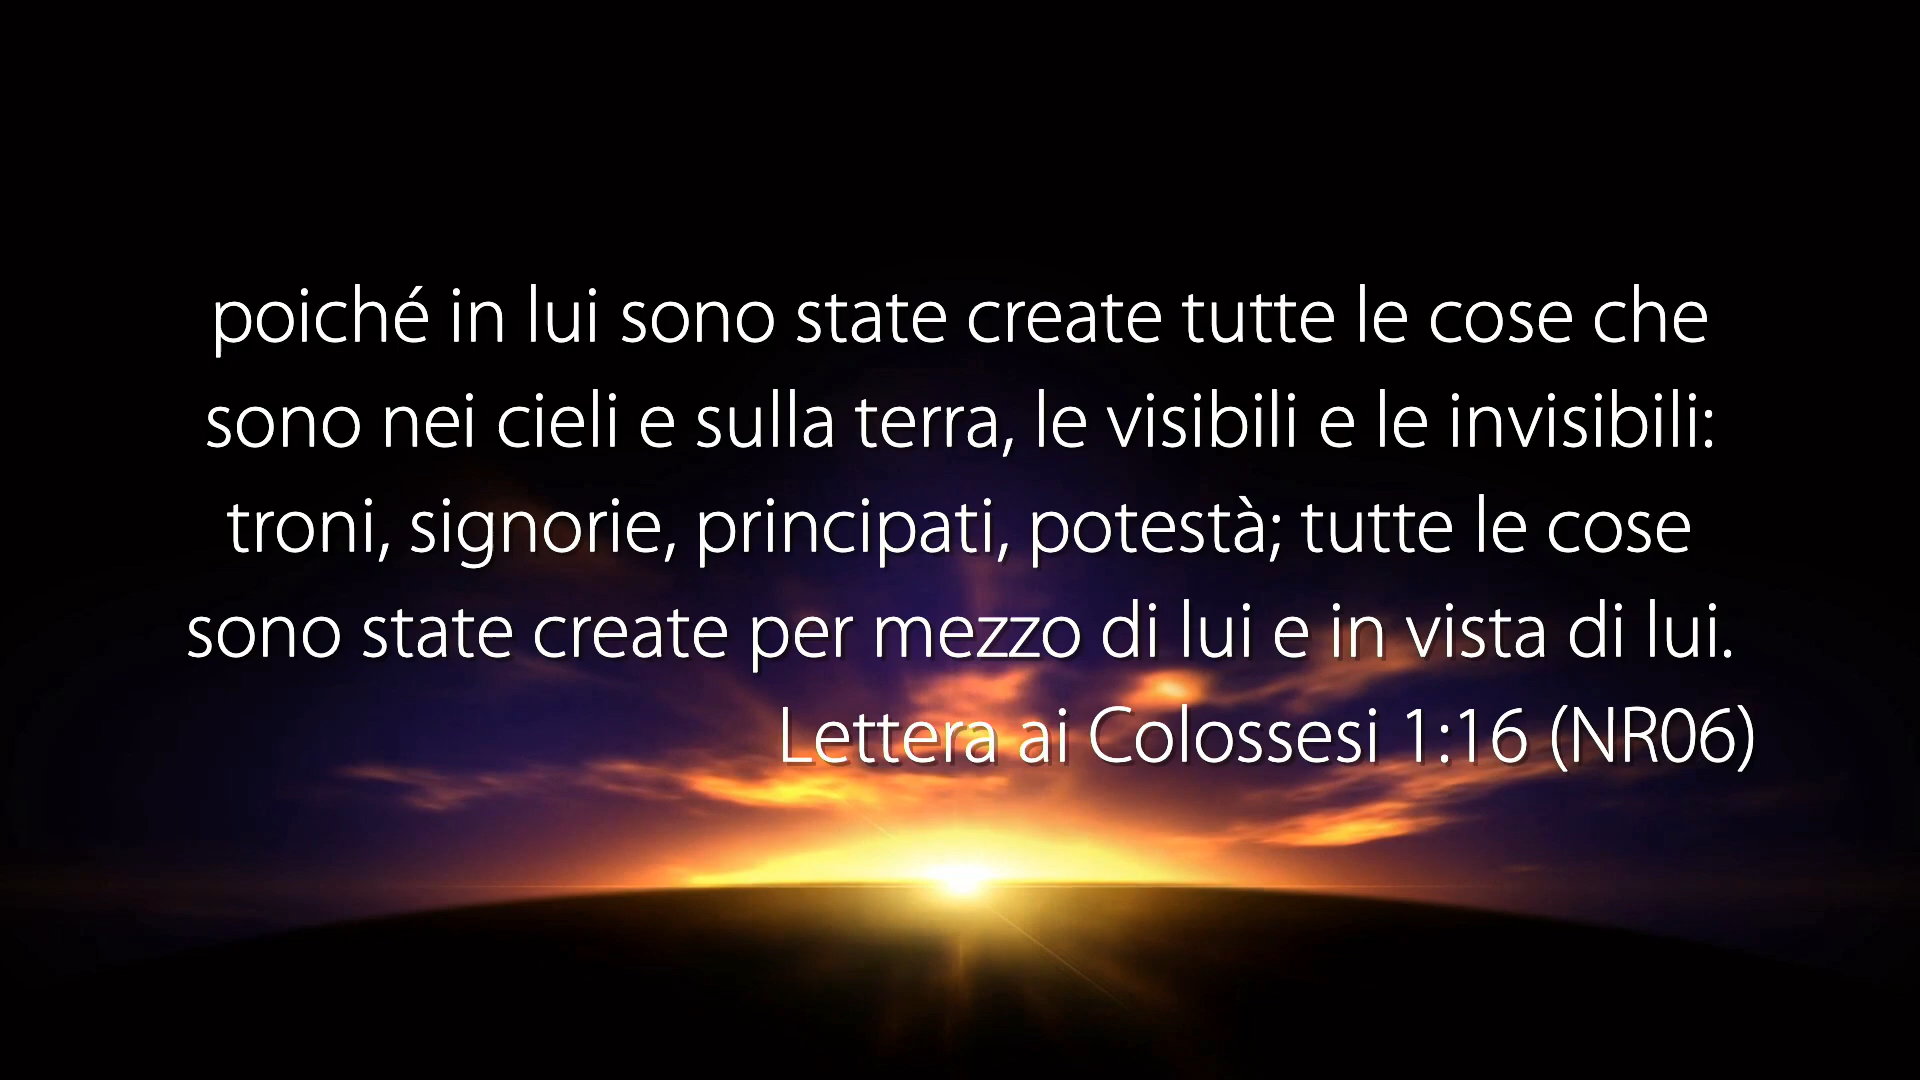 poiché in lui sono state create tutte le cose che
sono nei cieli e sulla terra, le visibili e le invisibili:
troni, signorie, principati, potestà; tutte le cose
sono state create per mezzo di lui e in vista di lui.
Lettera ai Colossesi 1:16 (NR06)